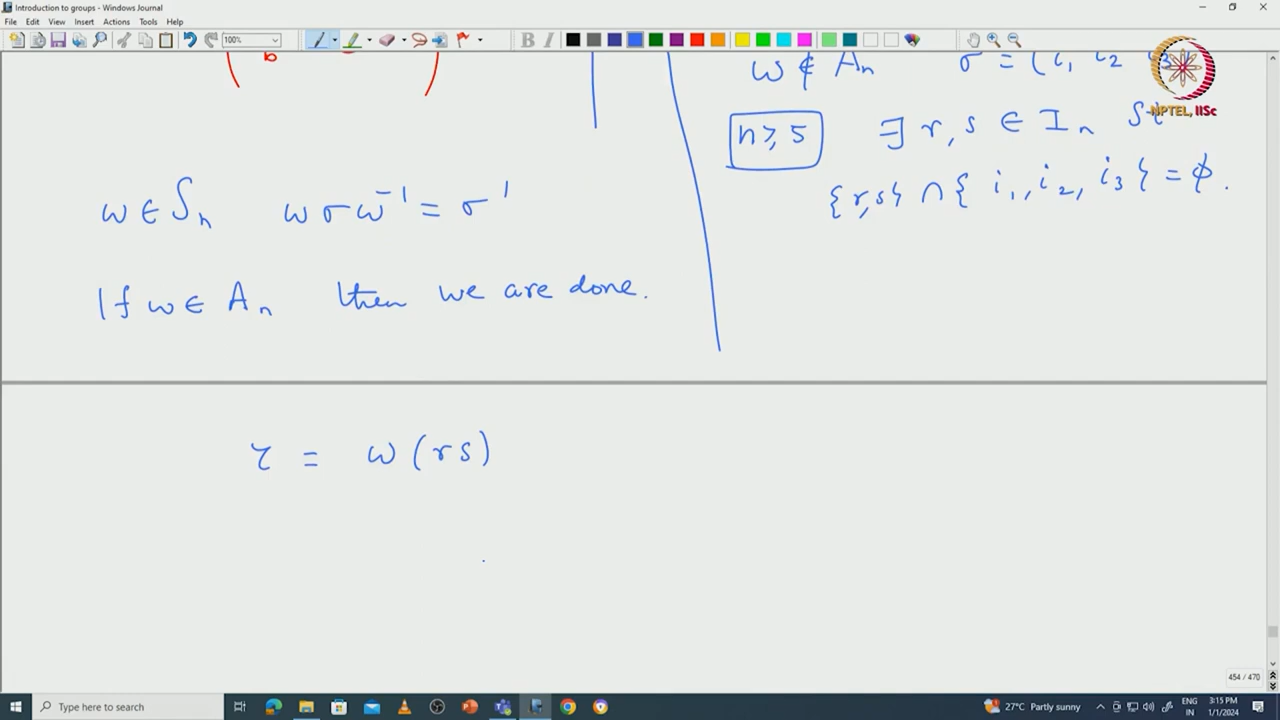 Introduction to groups - Windows Journal
File Edit View Insert Actions Tools Help
100%
B I
NPTEL, IISc
b
ω ∉ Aₙ σ = (i₁ i₂ i₃)
n ⩾ 5 ∃ r, s ∈ Iₙ st
{r,s} ∩ { i₁, i₂, i₃ } = ϕ.
ω ∈ Sₙ ω σ ω⁻¹ = σ'
If ω ∈ Aₙ then we are done.
τ = ω (r s)
454 / 470
Type here to search
27°C Partly sunny
ENG
IN
3:15 PM
1/1/2024